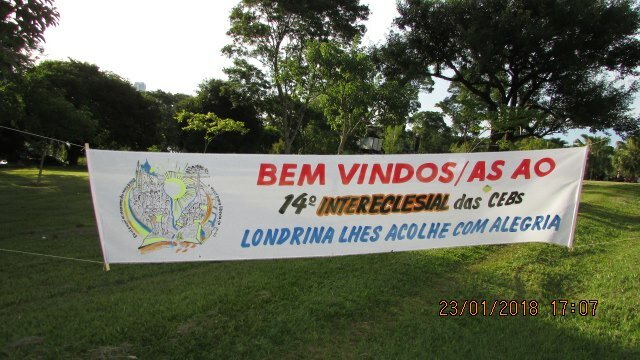 BEM VINDOS/AS AO
14º INTERECLESIAL das CEBs
LONDRINA LHES ACOLHE COM ALEGRIA
23/01/2018 17:07